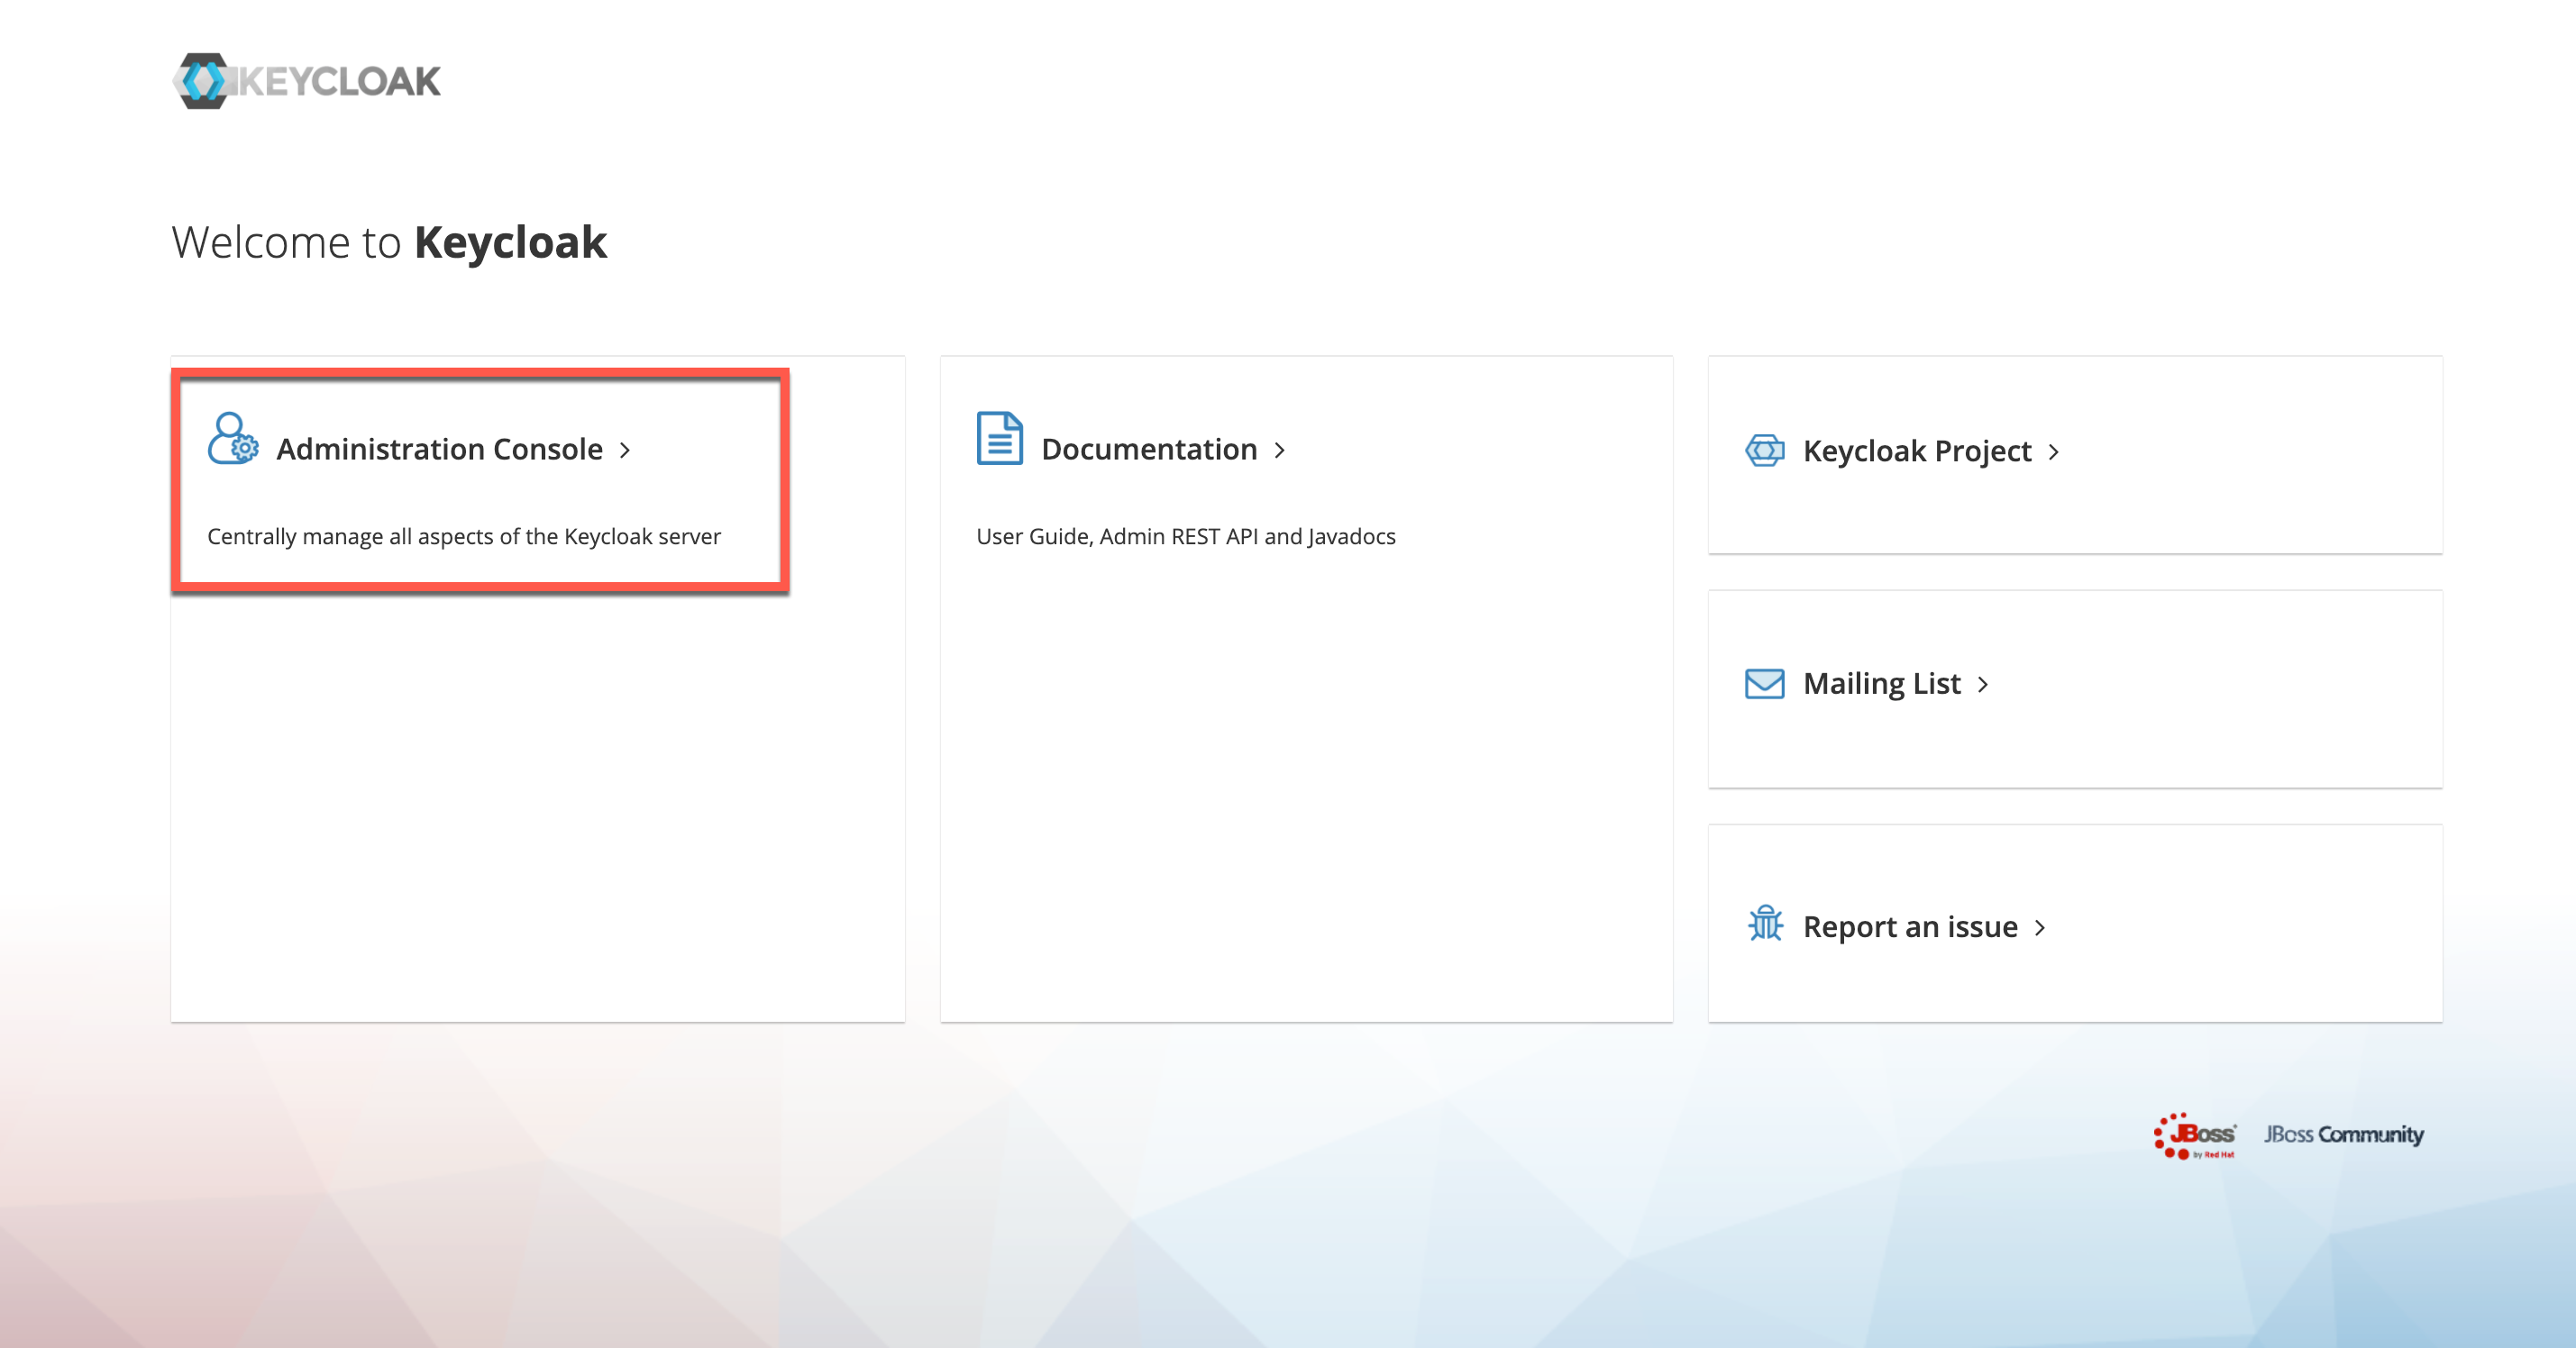 KEYCLOAK
Welcome to Keycloak
Administration Console
Centrally manage all aspects of the Keycloak server
Documentation
User Guide, Admin REST API and Javadocs
Keycloak Project
Mailing List
Report an issue
JBoss
by Red Hat
JBoss Community